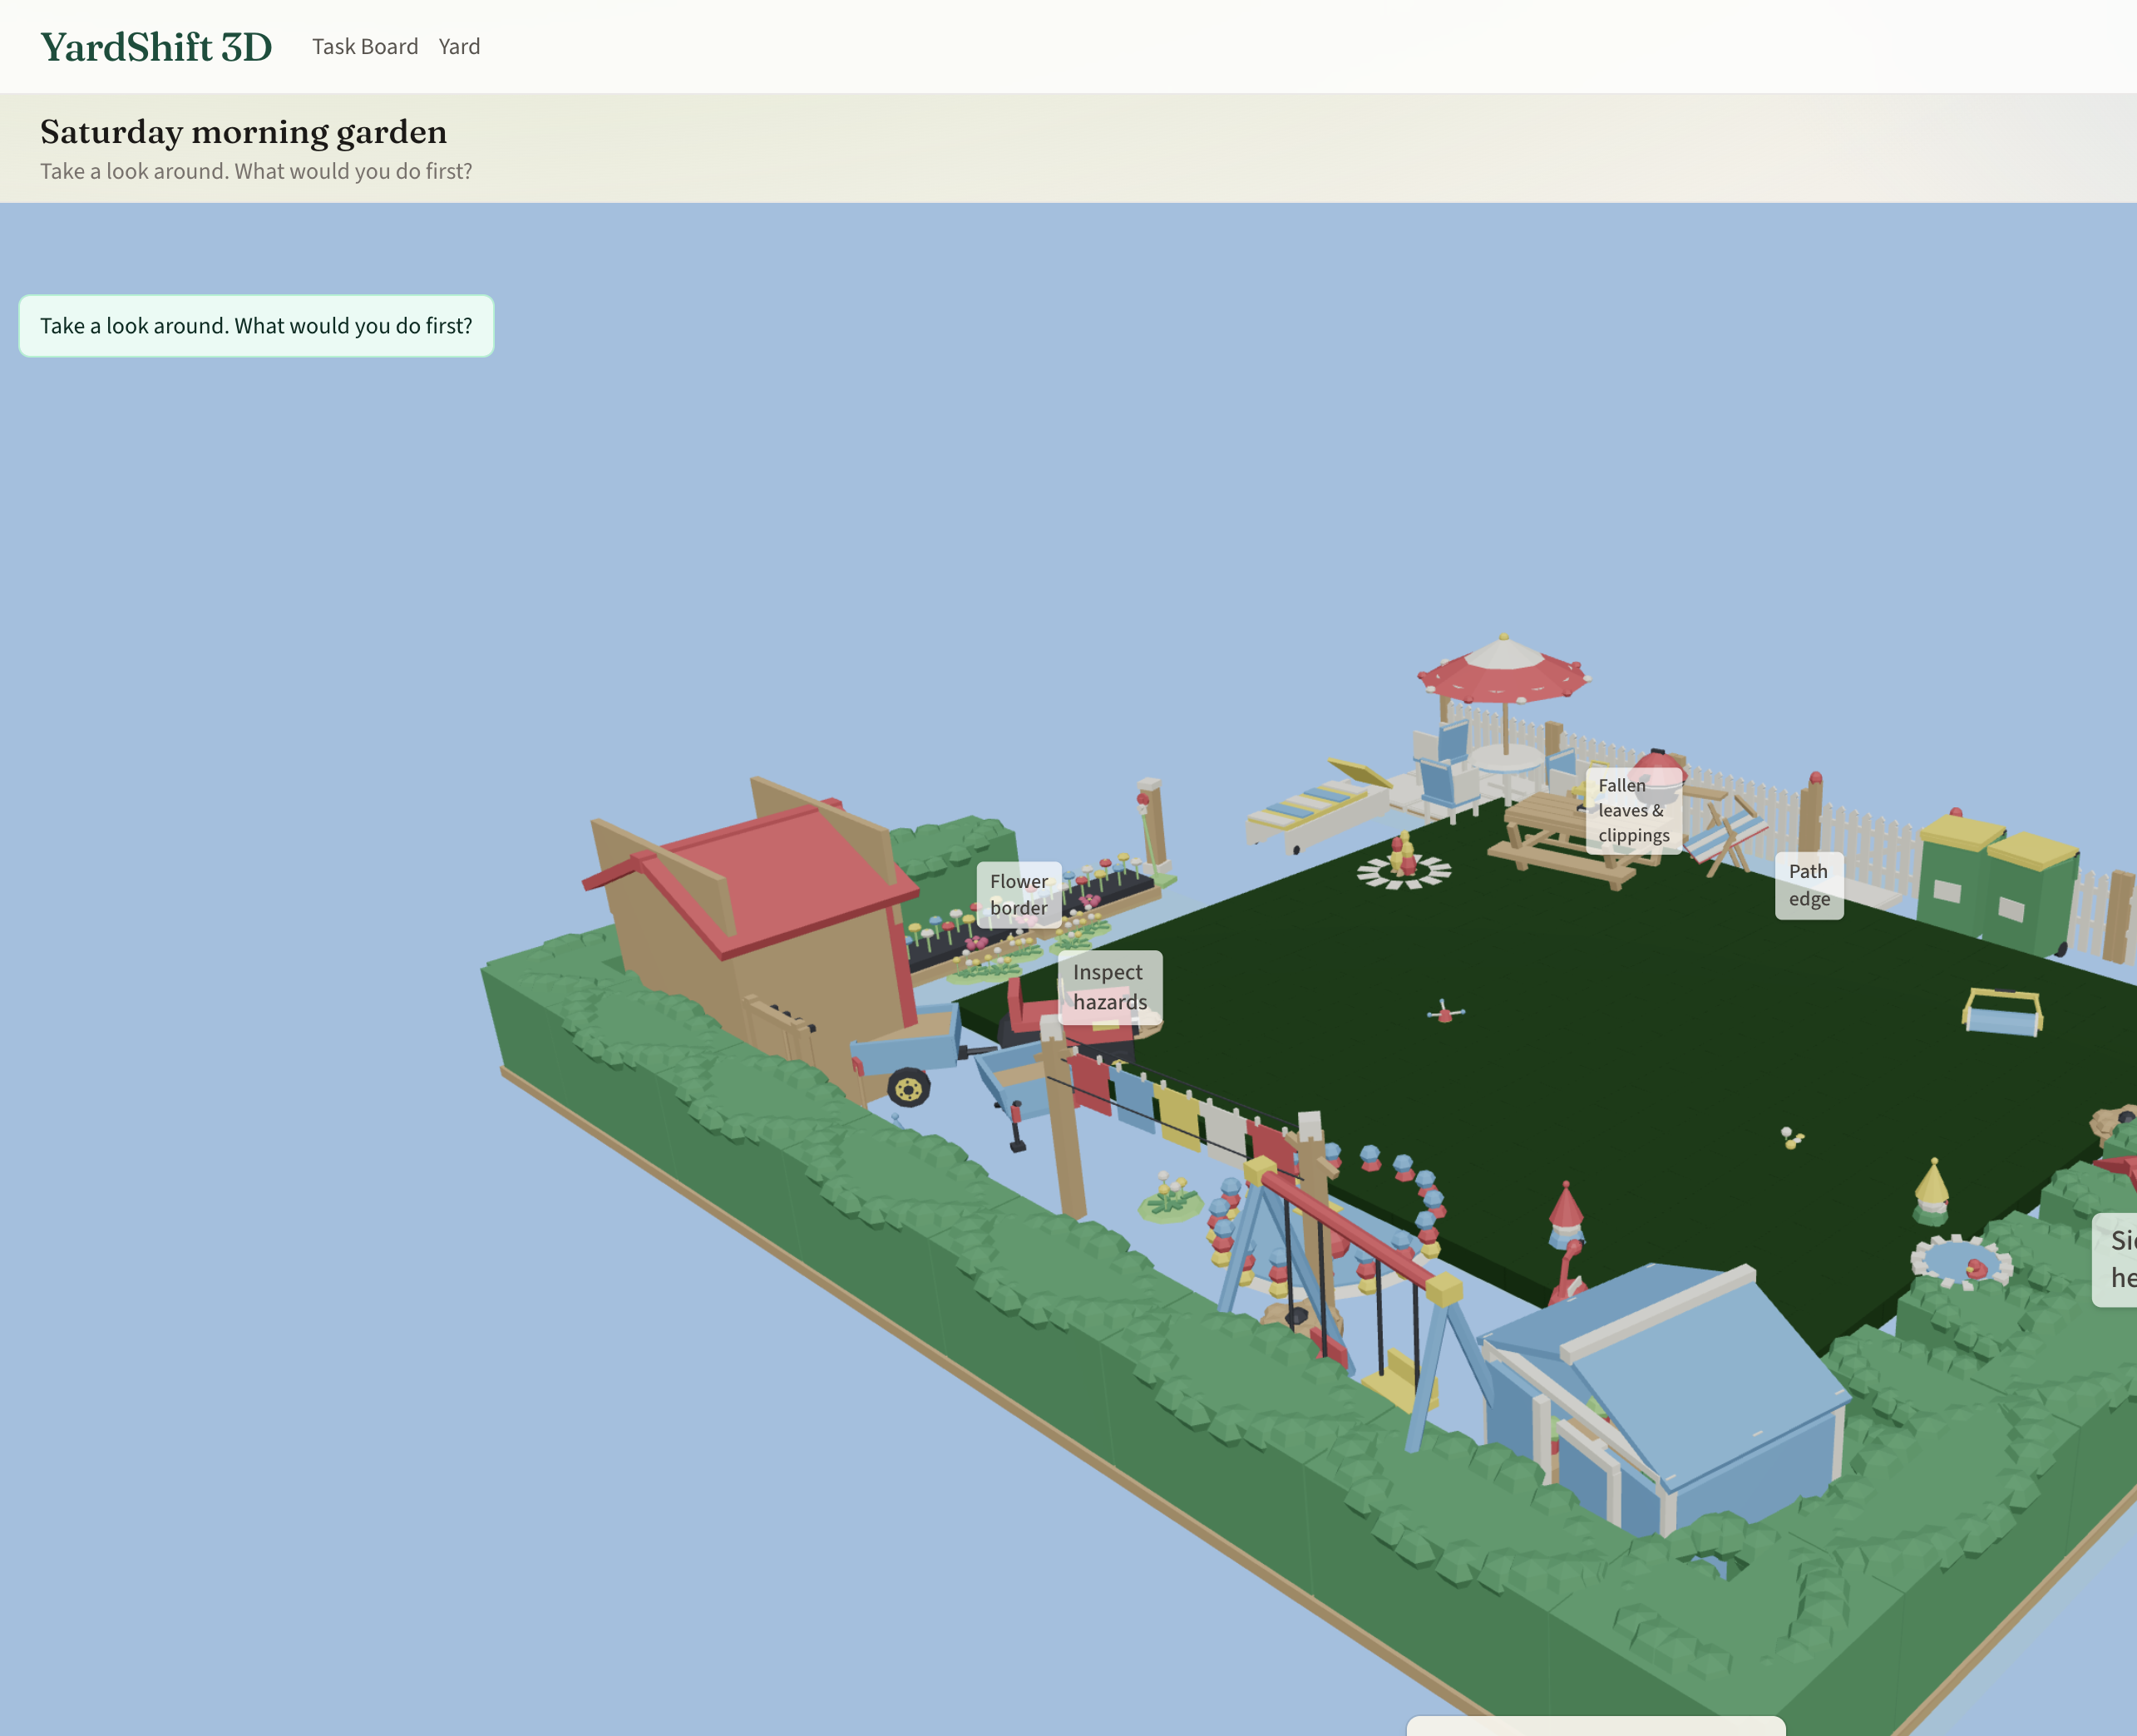 YardShift 3D
Task Board
Yard
Saturday morning garden
Take a look around. What would you do first?
Take a look around. What would you do first?
Fallen
leaves &
clippings
Path
edge
Flower
border
Inspect
hazards